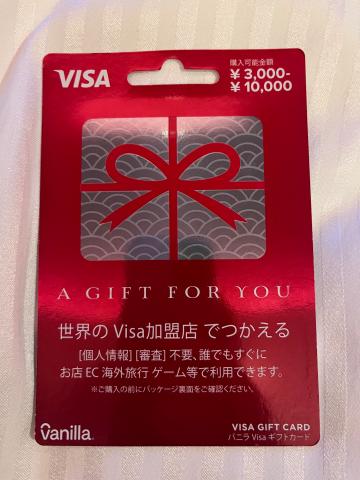 VISA
購入可能金額
¥ 3,000-
¥ 10,000
A GIFT FOR YOU
世界の Visa加盟店 でつかえる
[個人情報] [審査] 不要、誰でもすぐに
お店 EC 海外旅行 ゲーム等で利用できます。
※ご購入の前にパッケージ裏面をご確認ください。
Vanilla
VISA GIFT CARD
バニラ Visa ギフトカード